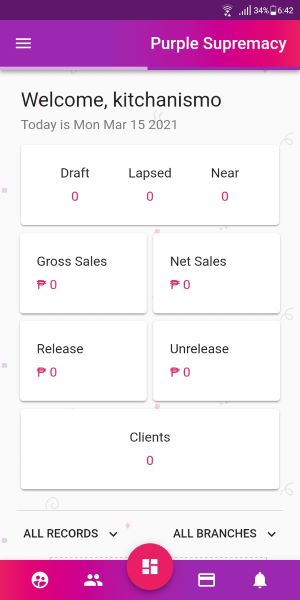 34% 6:42
Purple Supremacy
Welcome, kitchanismo
Today is Mon Mar 15 2021
Draft Lapsed Near
0 0 0
Gross Sales Net Sales
₱ 0 ₱ 0
Release Unrelease
₱ 0 ₱ 0
Clients
0
ALL RECORDS ALL BRANCHES